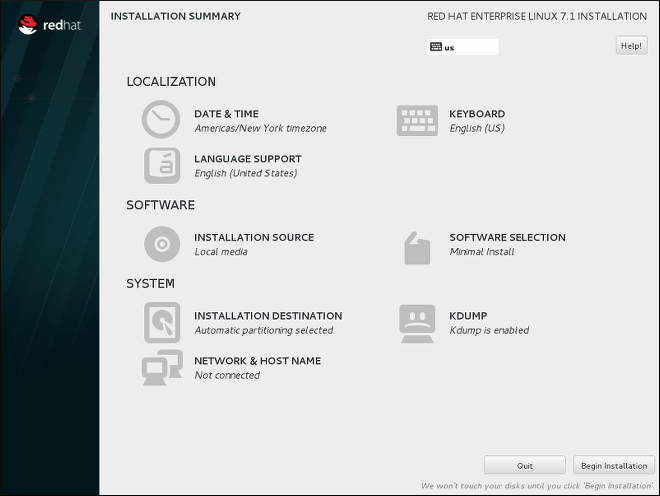 redhat
INSTALLATION SUMMARY
RED HAT ENTERPRISE LINUX 7.1 INSTALLATION
us
Help!
LOCALIZATION
DATE & TIME
Americas/New York timezone
KEYBOARD
English (US)
LANGUAGE SUPPORT
English (United States)
SOFTWARE
INSTALLATION SOURCE
Local media
SOFTWARE SELECTION
Minimal Install
SYSTEM
INSTALLATION DESTINATION
Automatic partitioning selected
KDUMP
Kdump is enabled
NETWORK & HOST NAME
Not connected
Quit
Begin Installation
We won't touch your disks until you click 'Begin Installation'.